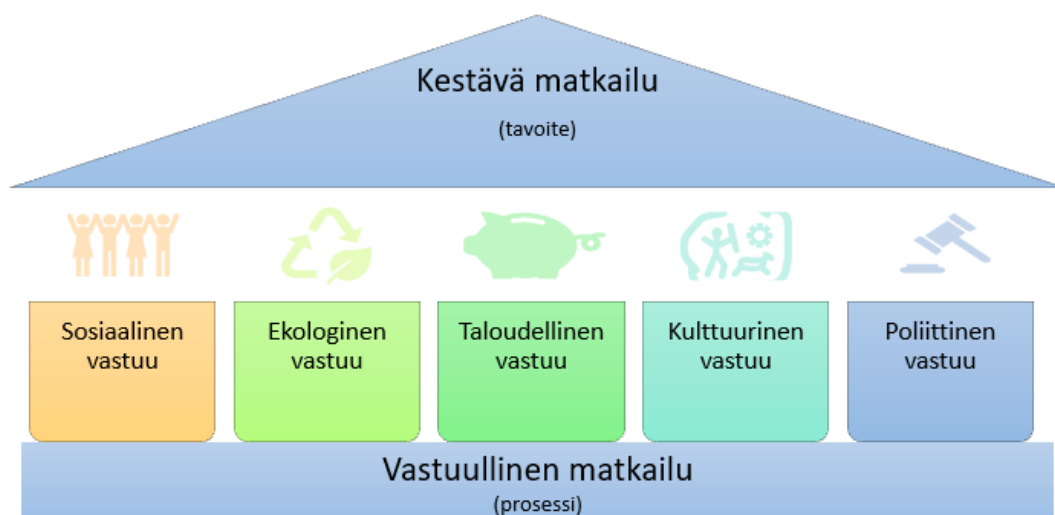 Kestävä matkailu
(tavoite)
Sosiaalinen
vastuu
Ekologinen
vastuu
Taloudellinen
vastuu
Kulttuurinen
vastuu
Poliittinen
vastuu
Vastuullinen matkailu
(prosessi)